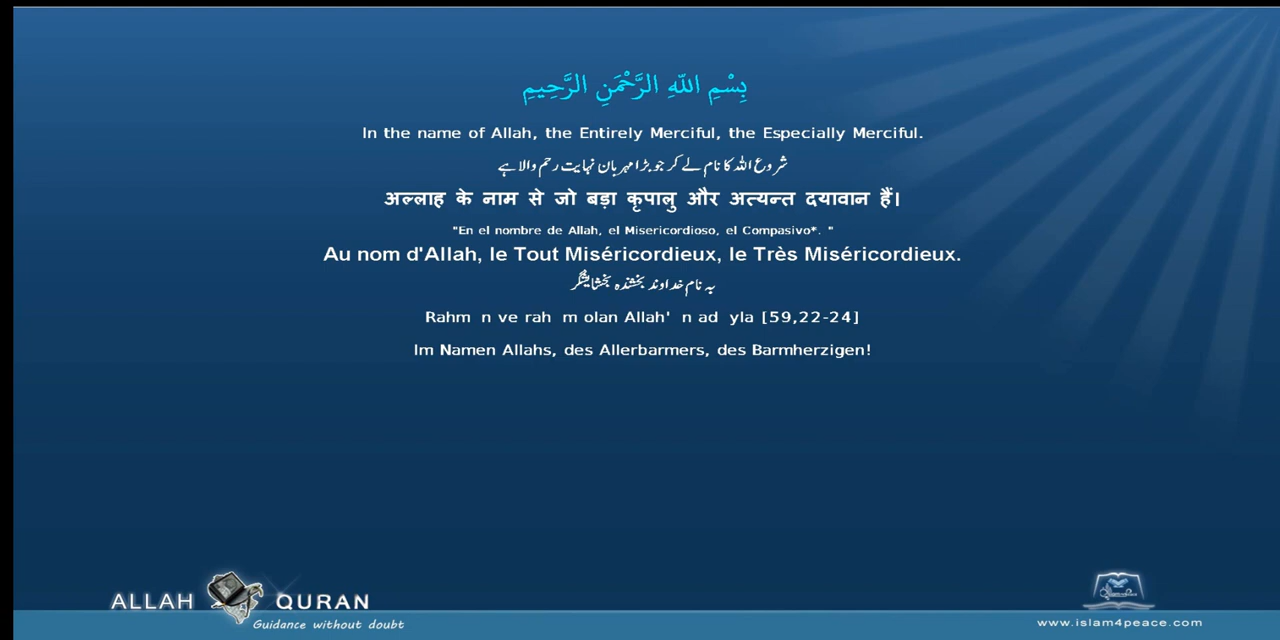 بِسْمِ اللّهِ الرَّحْمَنِ الرَّحِيمِ
In the name of Allah, the Entirely Merciful, the Especially Merciful.
شروع الله کا نام لے کر جو بڑا مہربان نہایت رحم والا ہے
अल्लाह के नाम से जो बड़ा कृपालु और अत्यन्त दयावान हैं।
"En el nombre de Allah, el Misericordioso, el Compasivo*. "
Au nom d'Allah, le Tout Miséricordieux, le Très Miséricordieux.
به نام خداوند بخشنده بخشایشگر
Rahm n ve rah m olan Allah' n ad yla [59,22-24]
Im Namen Allahs, des Allerbarmers, des Barmherzigen!
ALLAH QURAN
Guidance without doubt
www.islam4peace.com